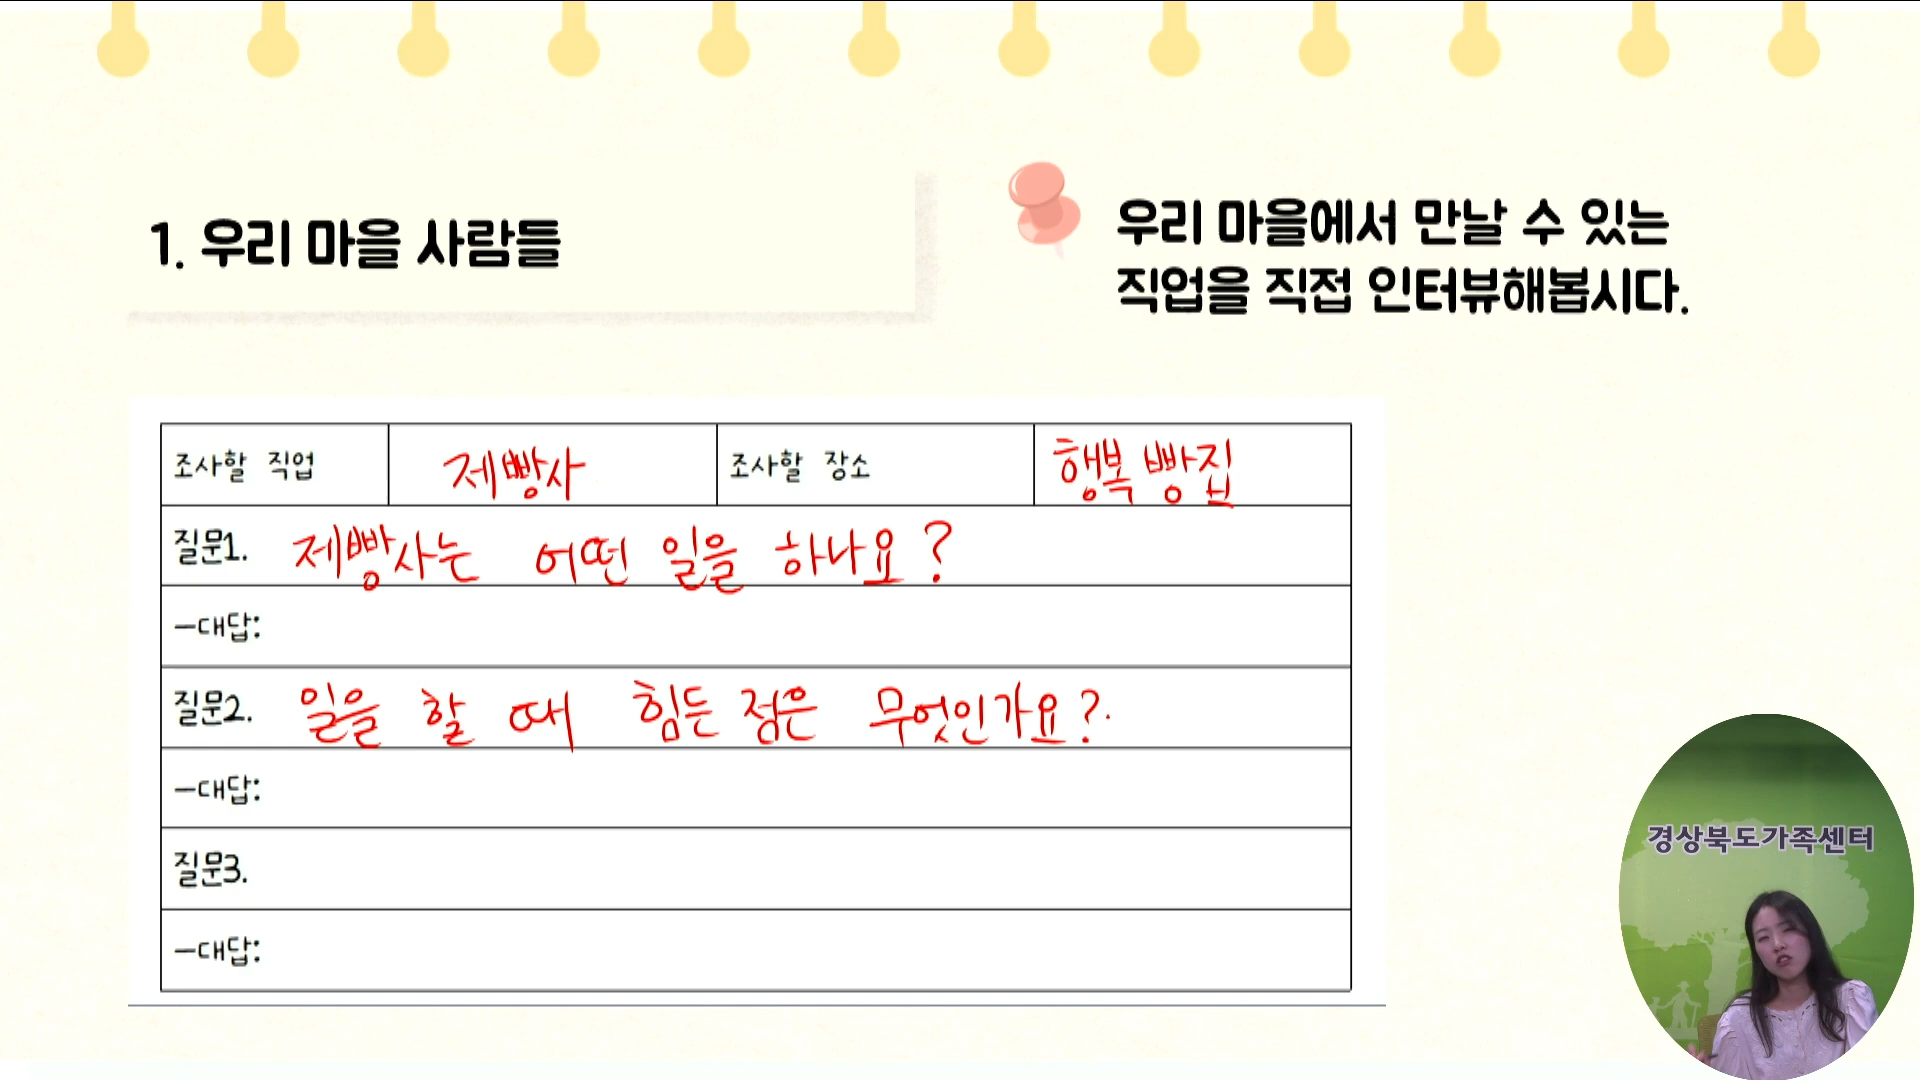 1. 우리 마을 사람들
우리 마을에서 만날 수 있는
직업을 직접 인터뷰해봅시다.
조사할 직업 제빵사 조사할 장소 행복 빵집
질문1. 제빵사는 어떤 일을 하나요?
-대답:
질문2. 일을 할 때 힘든 점은 무엇인가요?
-대답:
질문3.
-대답:
경상북도가족센터